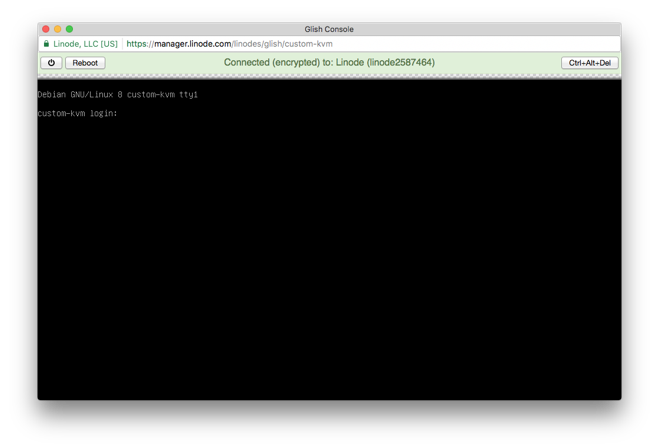 Glish Console
Linode, LLC [US] https://manager.linode.com/linodes/glish/custom-kvm
Reboot Connected (encrypted) to: Linode (linode2587464) Ctrl+Alt+Del
Debian GNU/Linux 8 custom-kvm tty1
custom-kvm login: